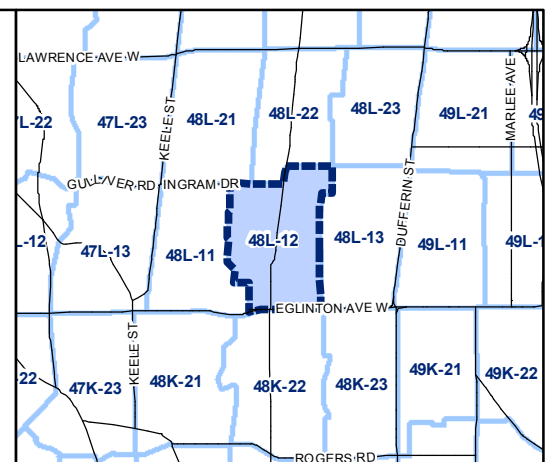 LAWRENCE AVE W
MARLEE AVE
7L-22
47L-23
KEELE ST
48L-21
48L-22
48L-23
49L-21
49
GULLYVER RD
INGRAM DR
DUFFERIN ST
L-12
47L-13
48L-11
48L-12
48L-13
49L-11
49L-1
EGLINTON AVE W
KEELE ST
22
47K-23
48K-21
48K-22
48K-23
49K-21
49K-22
ROGERS RD